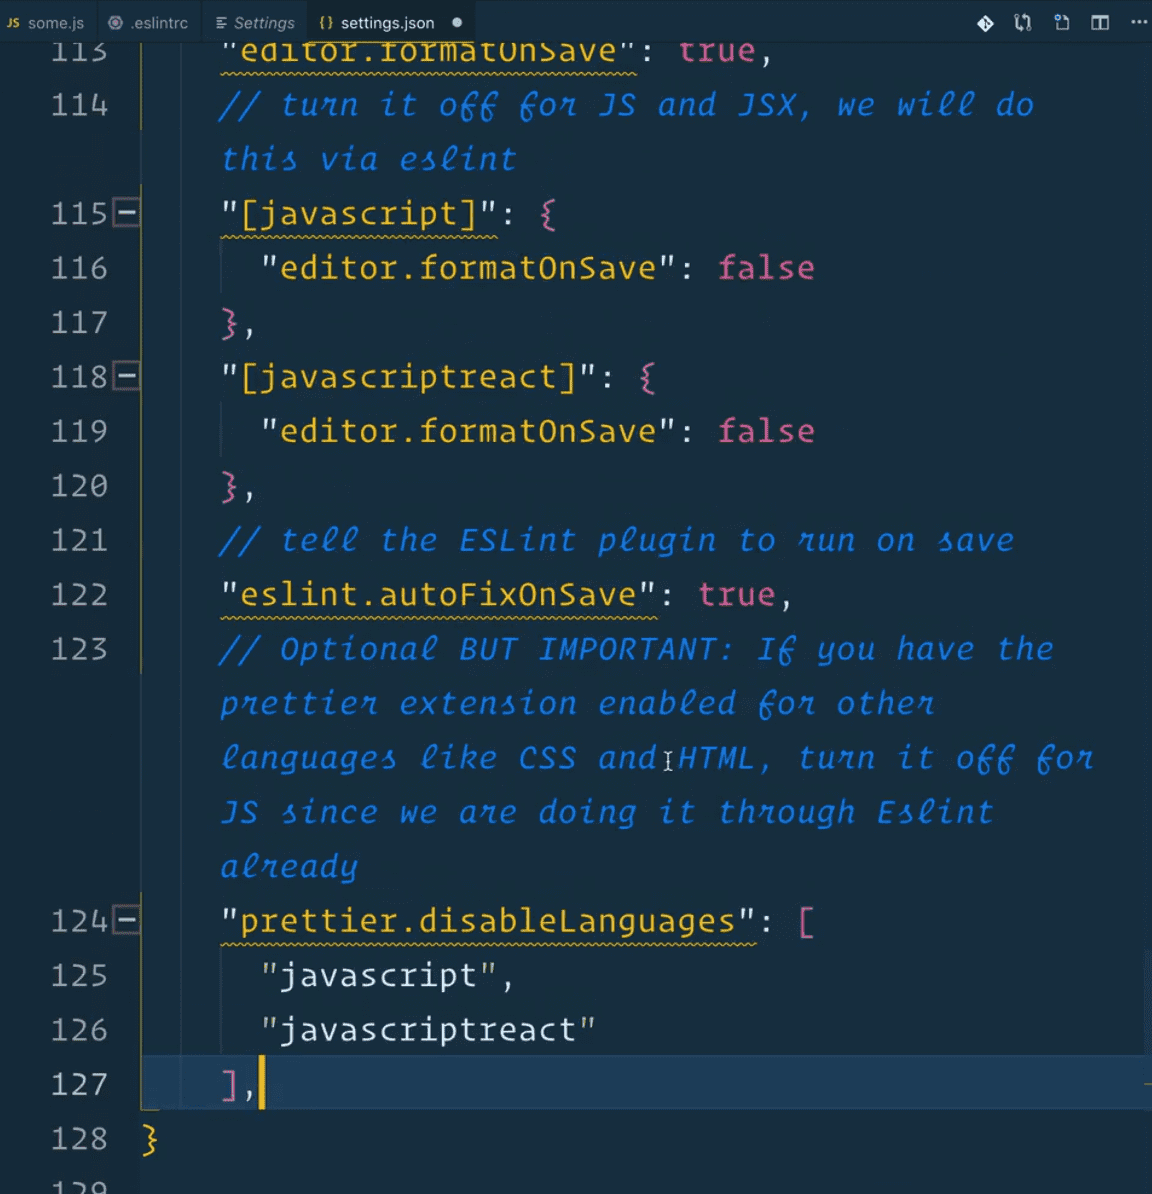 JS some.js .eslintrc Settings {} settings.json
113 "editor.formatOnSave": true,
114 // turn it off for JS and JSX, we will do
this via eslint
115 "[javascript]": {
116 "editor.formatOnSave": false
117 },
118 "[javascriptreact]": {
119 "editor.formatOnSave": false
120 },
121 // tell the ESLint plugin to run on save
122 "eslint.autoFixOnSave": true,
123 // Optional BUT IMPORTANT: If you have the
prettier extension enabled for other
languages like CSS and HTML, turn it off for
JS since we are doing it through Eslint
already
124 "prettier.disableLanguages": [
125 "javascript",
126 "javascriptreact"
127 ],
128 }
129